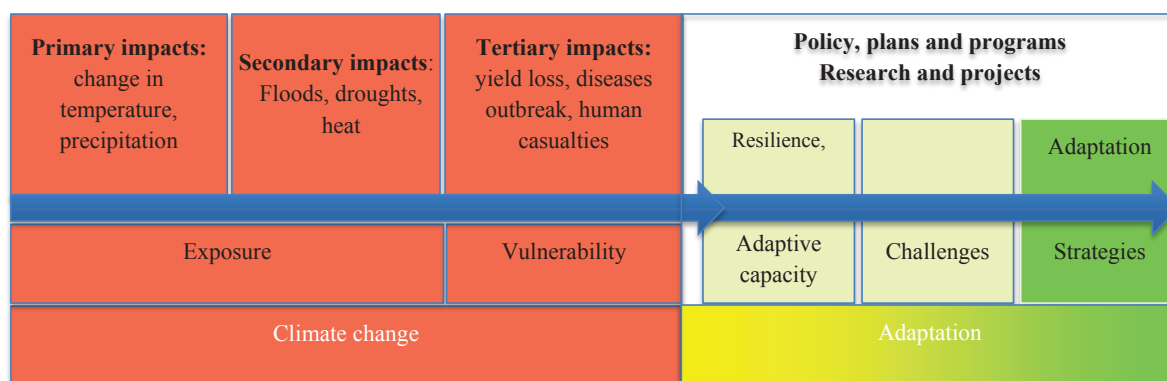 Primary impacts:
change in
temperature,
precipitation
Secondary impacts:
Floods, droughts,
heat
Tertiary impacts:
yield loss, diseases
outbreak, human
casualties
Policy, plans and programs
Research and projects
Resilience,
Adaptation
Exposure
Vulnerability
Adaptive
capacity
Challenges
Strategies
Climate change
Adaptation